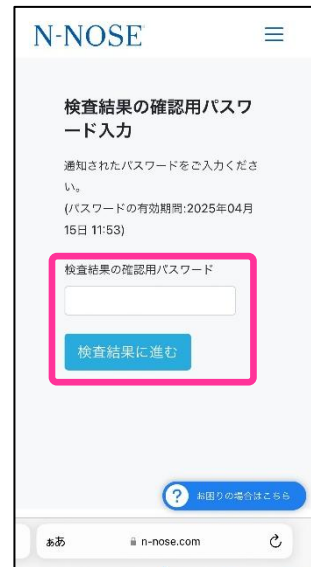 N-NOSE
検査結果の確認用パスワ
ード入力
通知されたパスワードをご入力くださ
い。
(パスワードの有効期間:2025年04月
15日 11:53)
検査結果の確認用パスワード
検査結果に進む
? お困りの場合はこちら
ぁあ n-nose.com